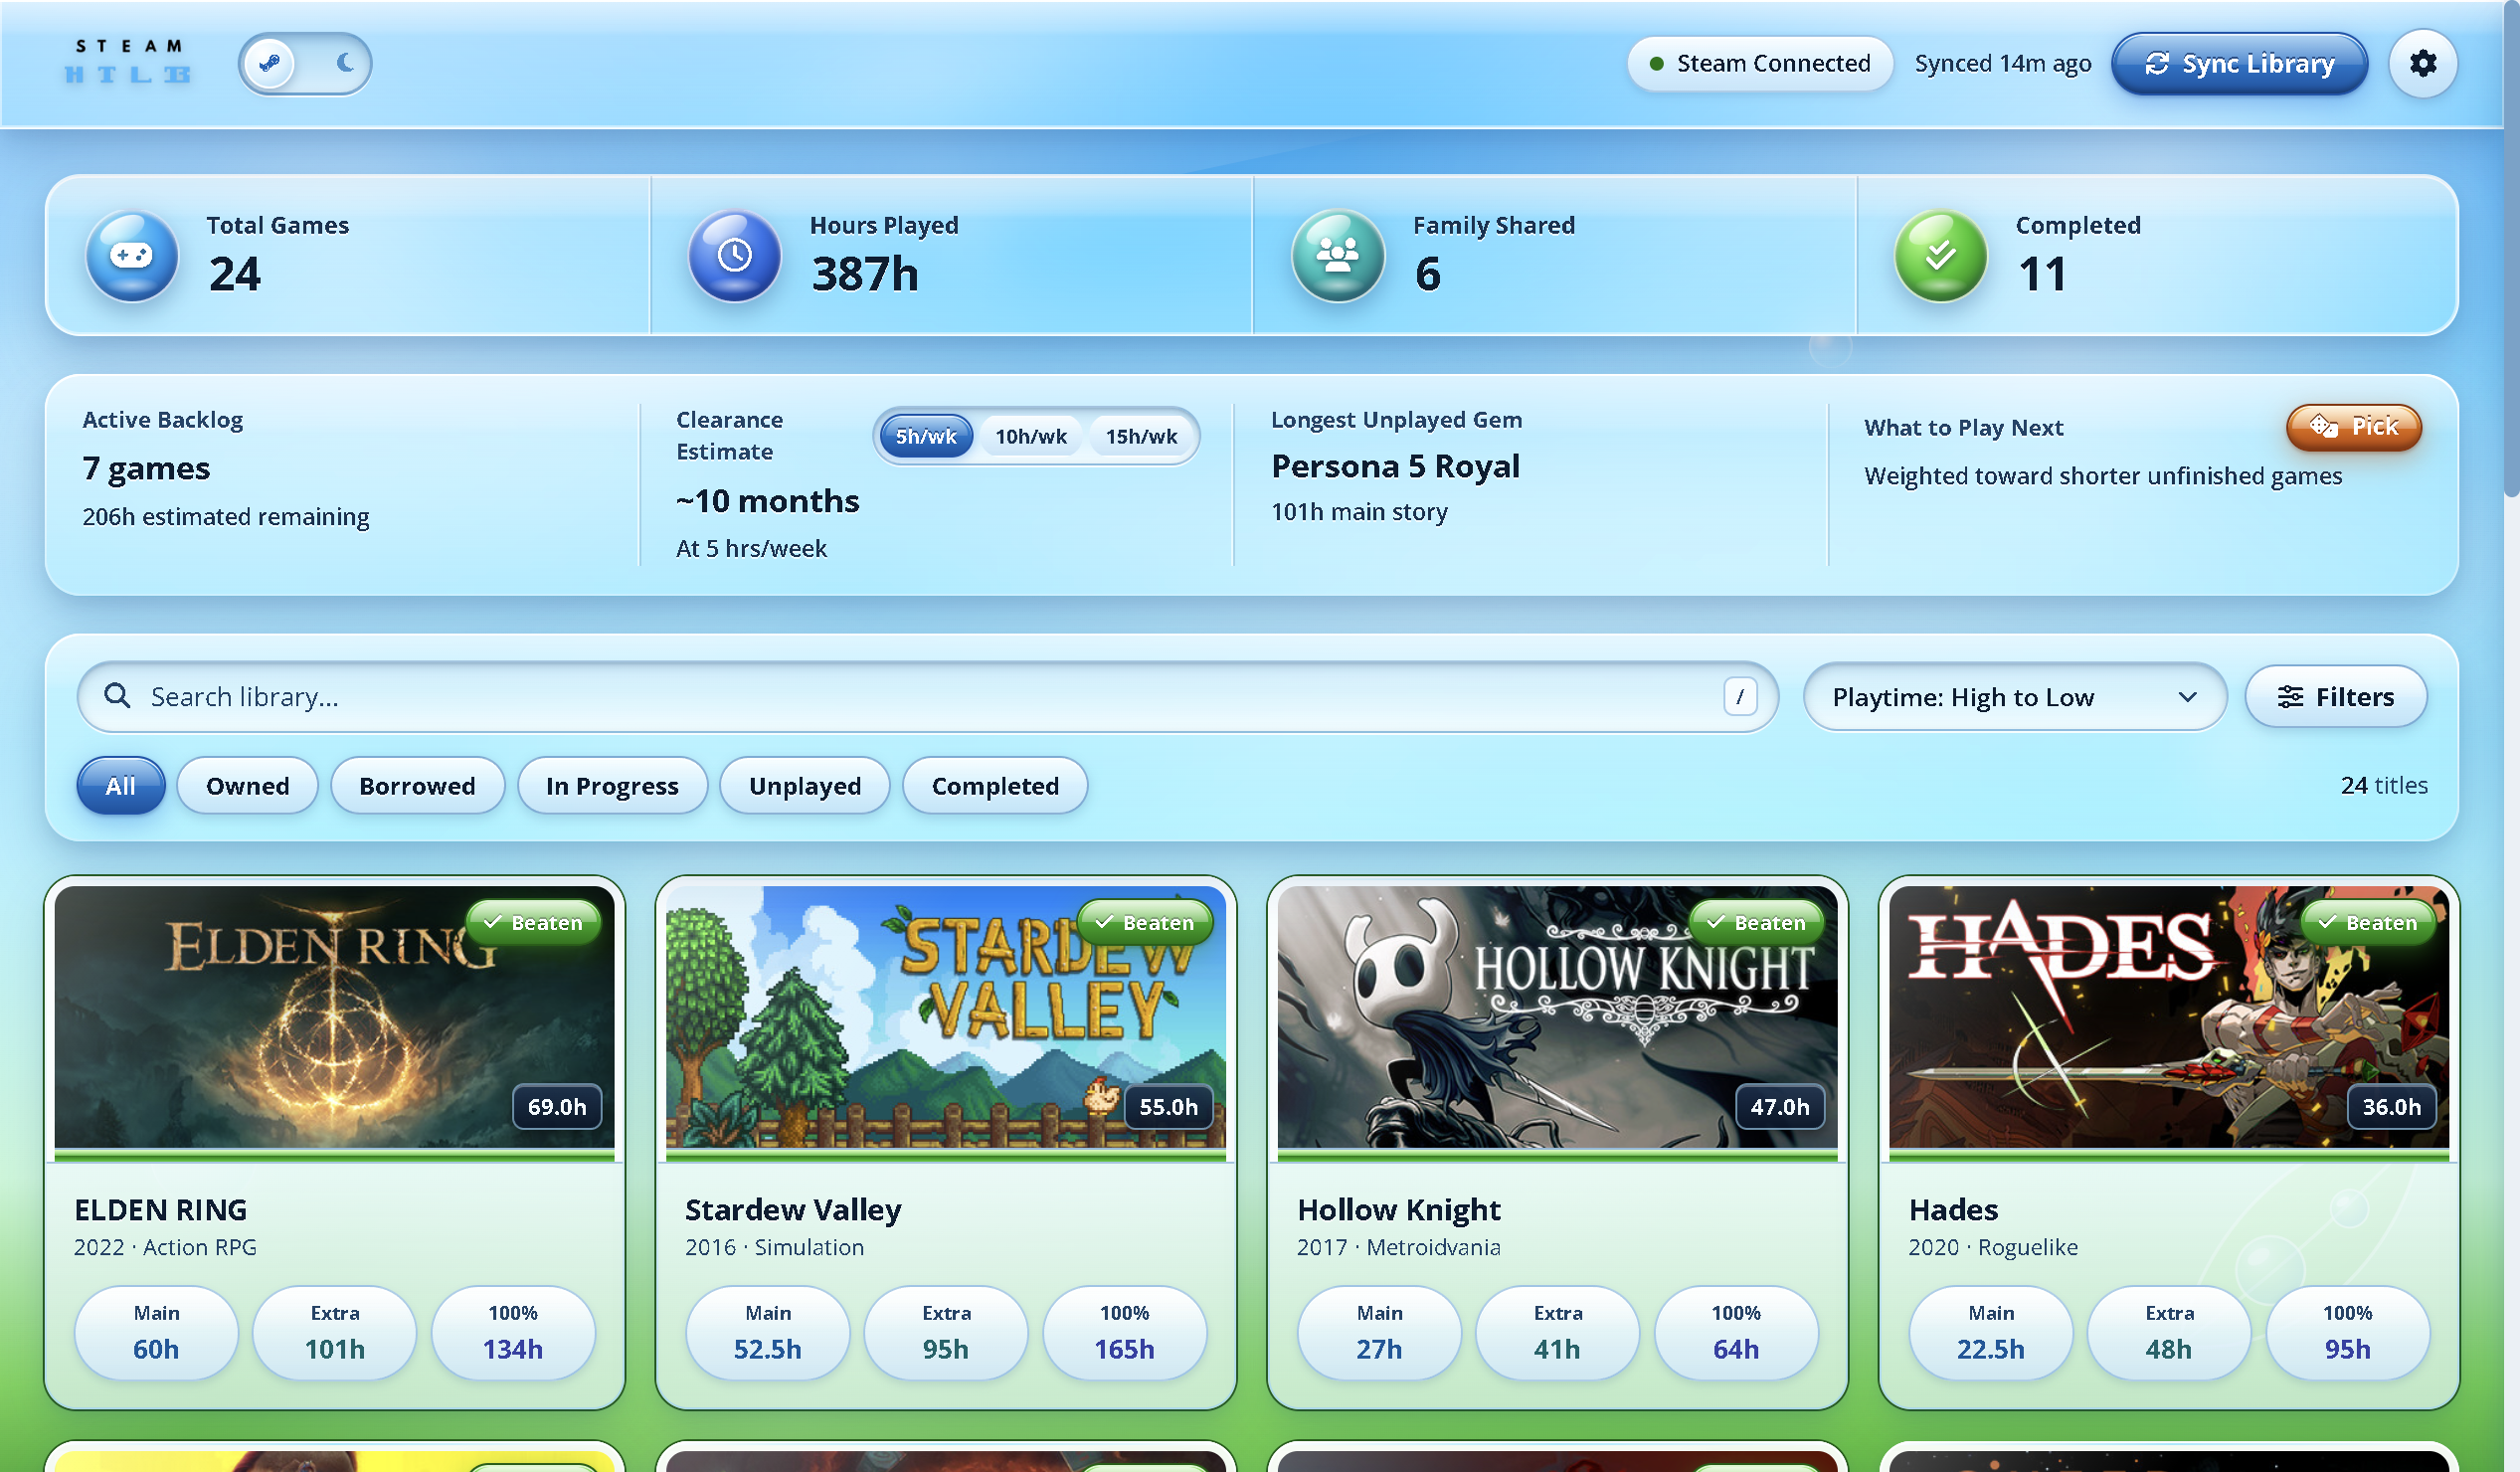 STEAM
HTLB
Steam Connected
Synced 14m ago
Sync Library
Total Games
24
Hours Played
387h
Family Shared
6
Completed
11
Active Backlog
7 games
206h estimated remaining
Clearance
Estimate
5h/wk
10h/wk
15h/wk
~10 months
At 5 hrs/week
Longest Unplayed Gem
Persona 5 Royal
101h main story
What to Play Next
Pick
Weighted toward shorter unfinished games
Search library...
/
Playtime: High to Low
Filters
All
Owned
Borrowed
In Progress
Unplayed
Completed
24 titles
ELDEN RING
Beaten
69.0h
ELDEN RING
2022 · Action RPG
Main
60h
Extra
101h
100%
134h
STARDEW
VALLEY
Beaten
55.0h
Stardew Valley
2016 · Simulation
Main
52.5h
Extra
95h
100%
165h
HOLLOW KNIGHT
Beaten
47.0h
Hollow Knight
2017 · Metroidvania
Main
27h
Extra
41h
100%
64h
HADES
Beaten
36.0h
Hades
2020 · Roguelike
Main
22.5h
Extra
48h
100%
95h